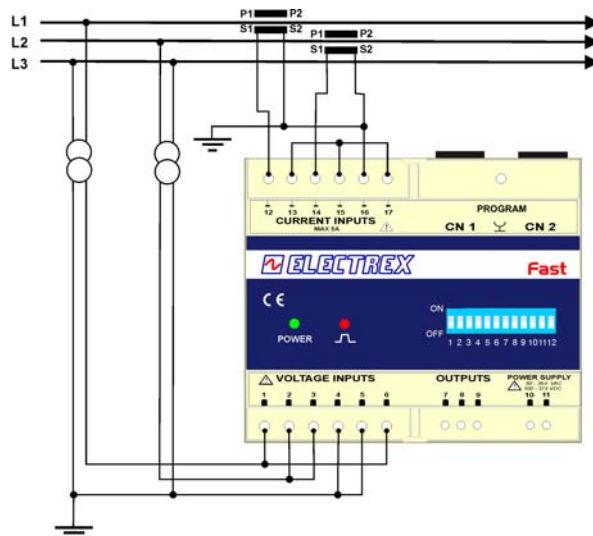 L1
P1 P2
S1 S2
L2
P1 P2
S1 S2
L3
12 13 14 15 16 17
CURRENT INPUTS
MAX 5A
PROGRAM
CN 1 CN 2
ELECTREX
Fast
CE
POWER
ON
OFF
1 2 3 4 5 6 7 8 9 10 11 12
VOLTAGE INPUTS
1 2 3 4 5 6
OUTPUTS
7 8 9
POWER SUPPLY
10 11